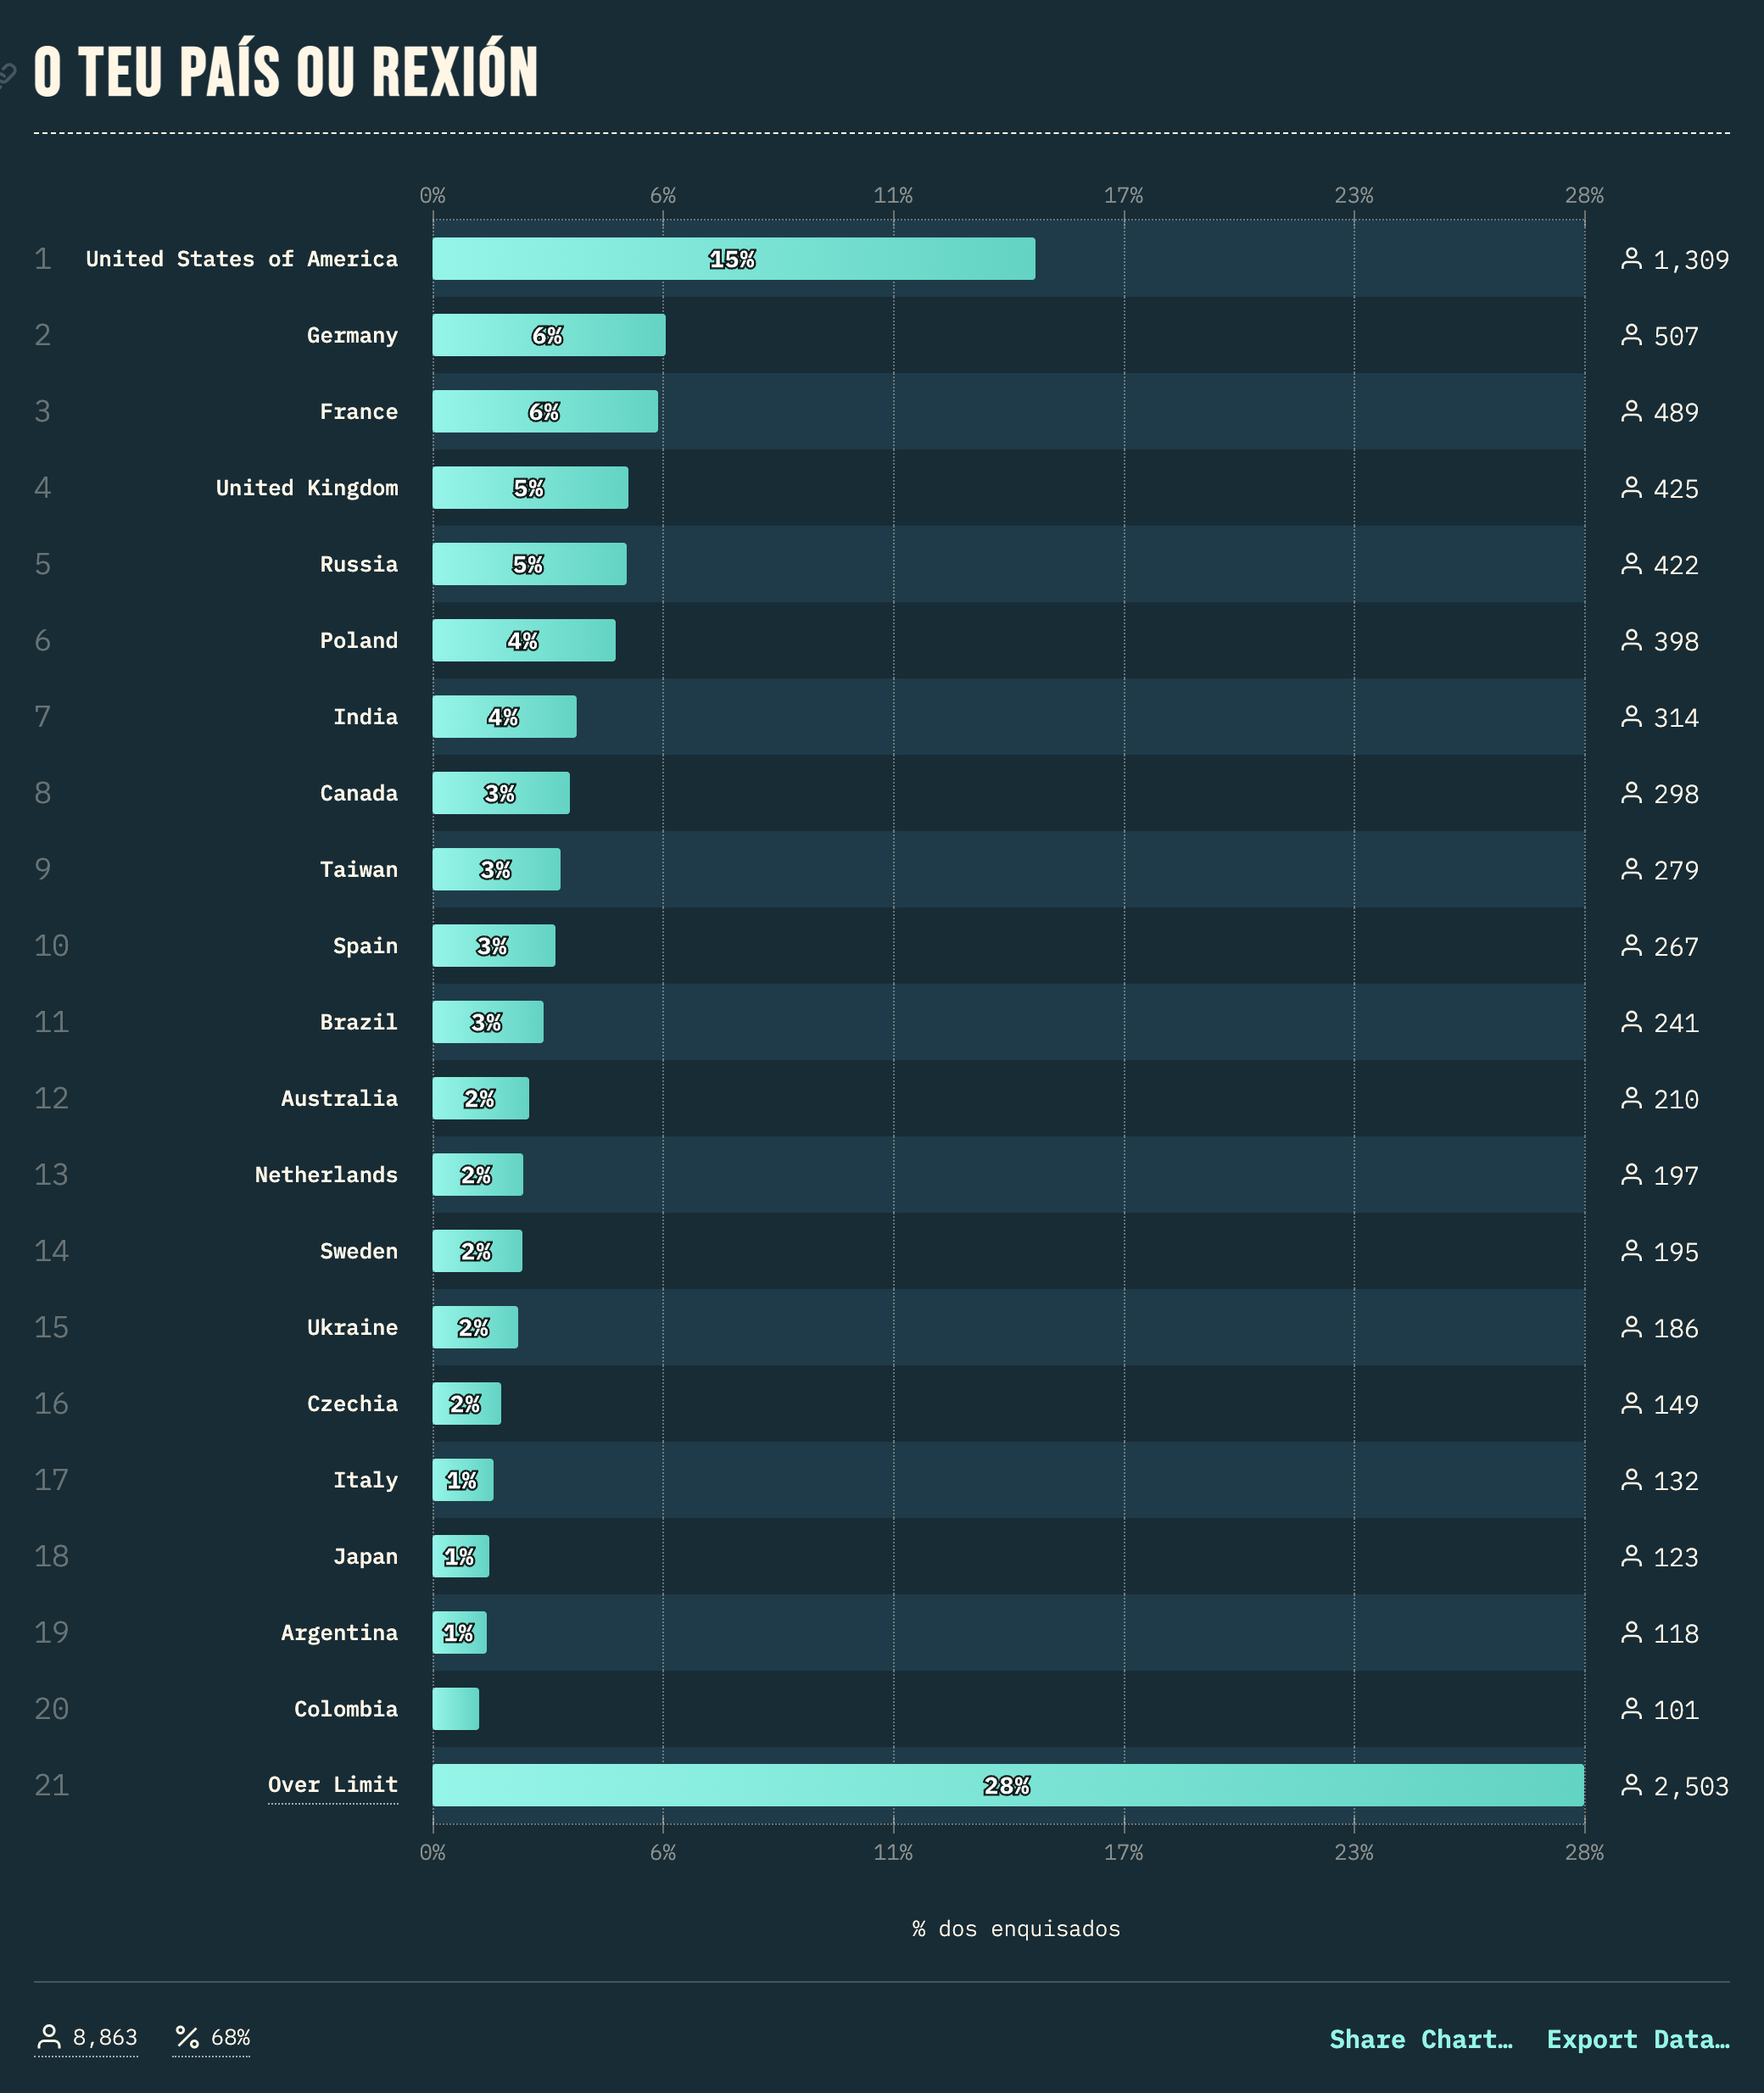 O TEU PAÍS OU REXIÓN
0% 6% 11% 17% 23% 28%
1 United States of America 15% 1,309
2 Germany 6% 507
3 France 6% 489
4 United Kingdom 5% 425
5 Russia 5% 422
6 Poland 4% 398
7 India 4% 314
8 Canada 3% 298
9 Taiwan 3% 279
10 Spain 3% 267
11 Brazil 3% 241
12 Australia 2% 210
13 Netherlands 2% 197
14 Sweden 2% 195
15 Ukraine 2% 186
16 Czechia 2% 149
17 Italy 1% 132
18 Japan 1% 123
19 Argentina 1% 118
20 Colombia 101
21 Over Limit 28% 2,503
0% 6% 11% 17% 23% 28%
% dos enquisados
8,863 % 68% Share Chart… Export Data…